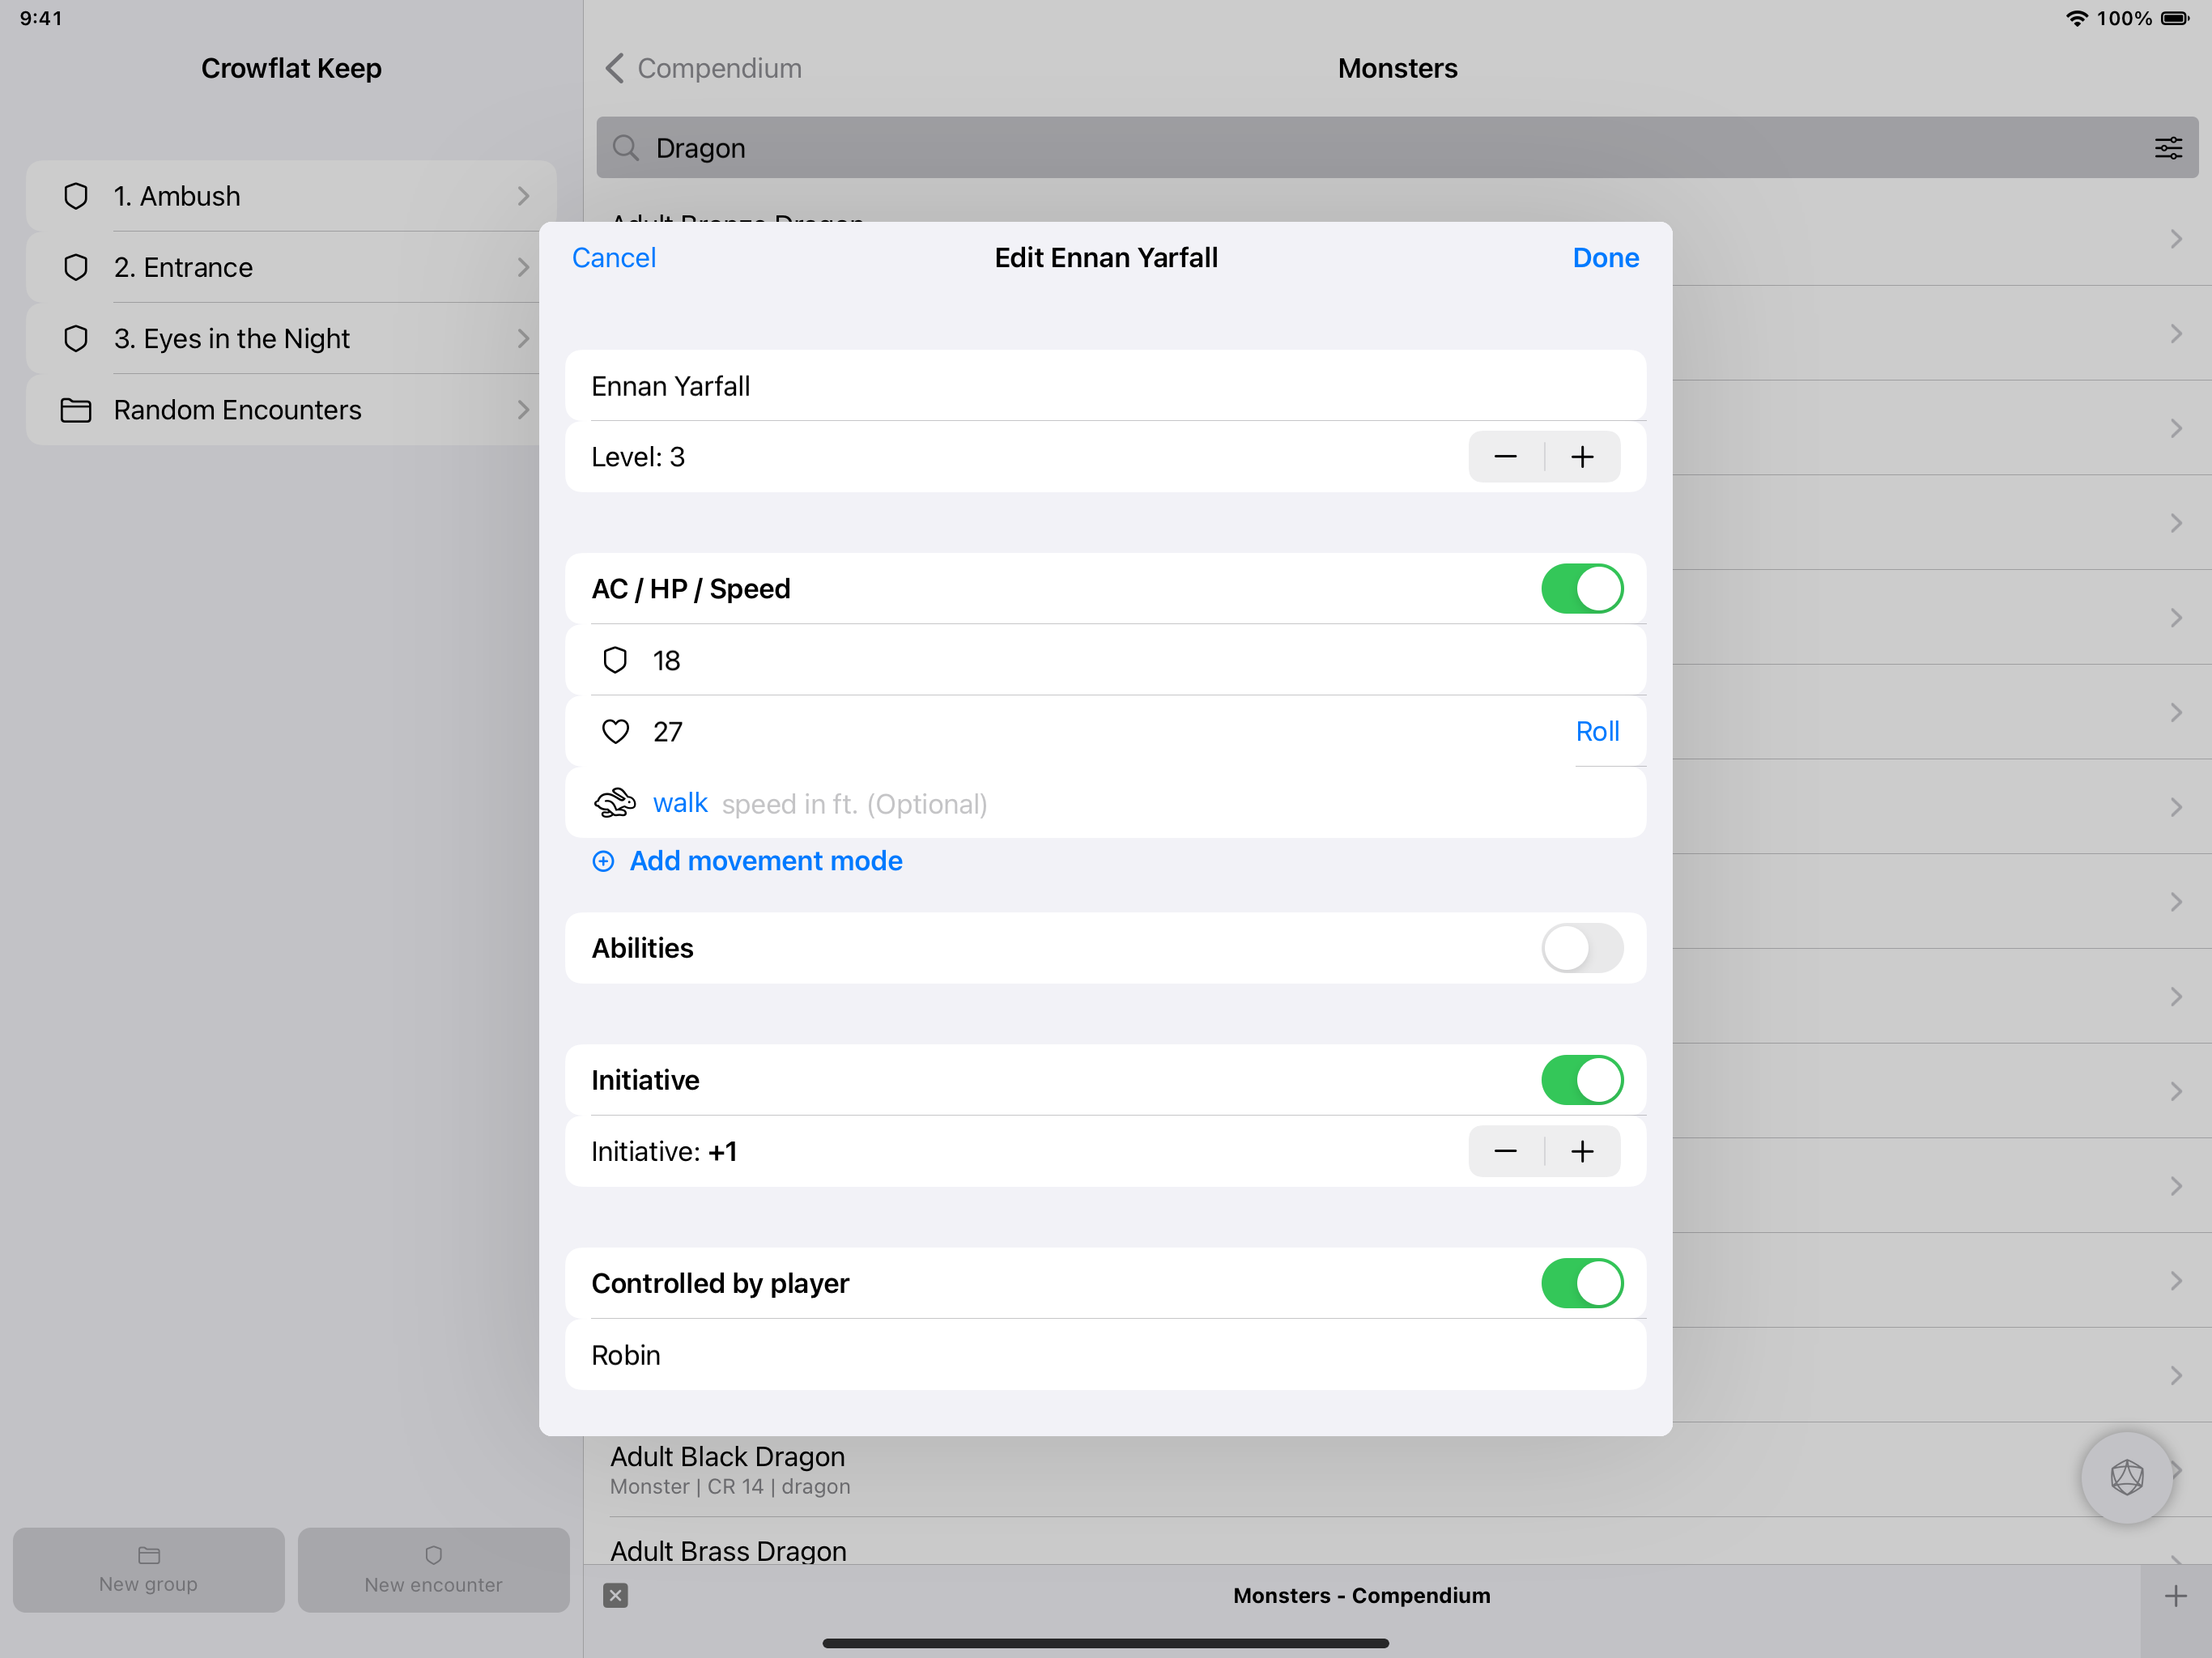 9:41
100%
Crowflat Keep
1. Ambush
2. Entrance
3. Eyes in the Night
Random Encounters
New group
New encounter
Compendium
Monsters
Dragon
Adult Bronze Dragon
Cancel
Edit Ennan Yarfall
Done
Ennan Yarfall
Level: 3
AC / HP / Speed
18
27
Roll
walk speed in ft. (Optional)
Add movement mode
Abilities
Initiative
Initiative: +1
Controlled by player
Robin
Adult Black Dragon
Monster | CR 14 | dragon
Adult Brass Dragon
Monsters - Compendium